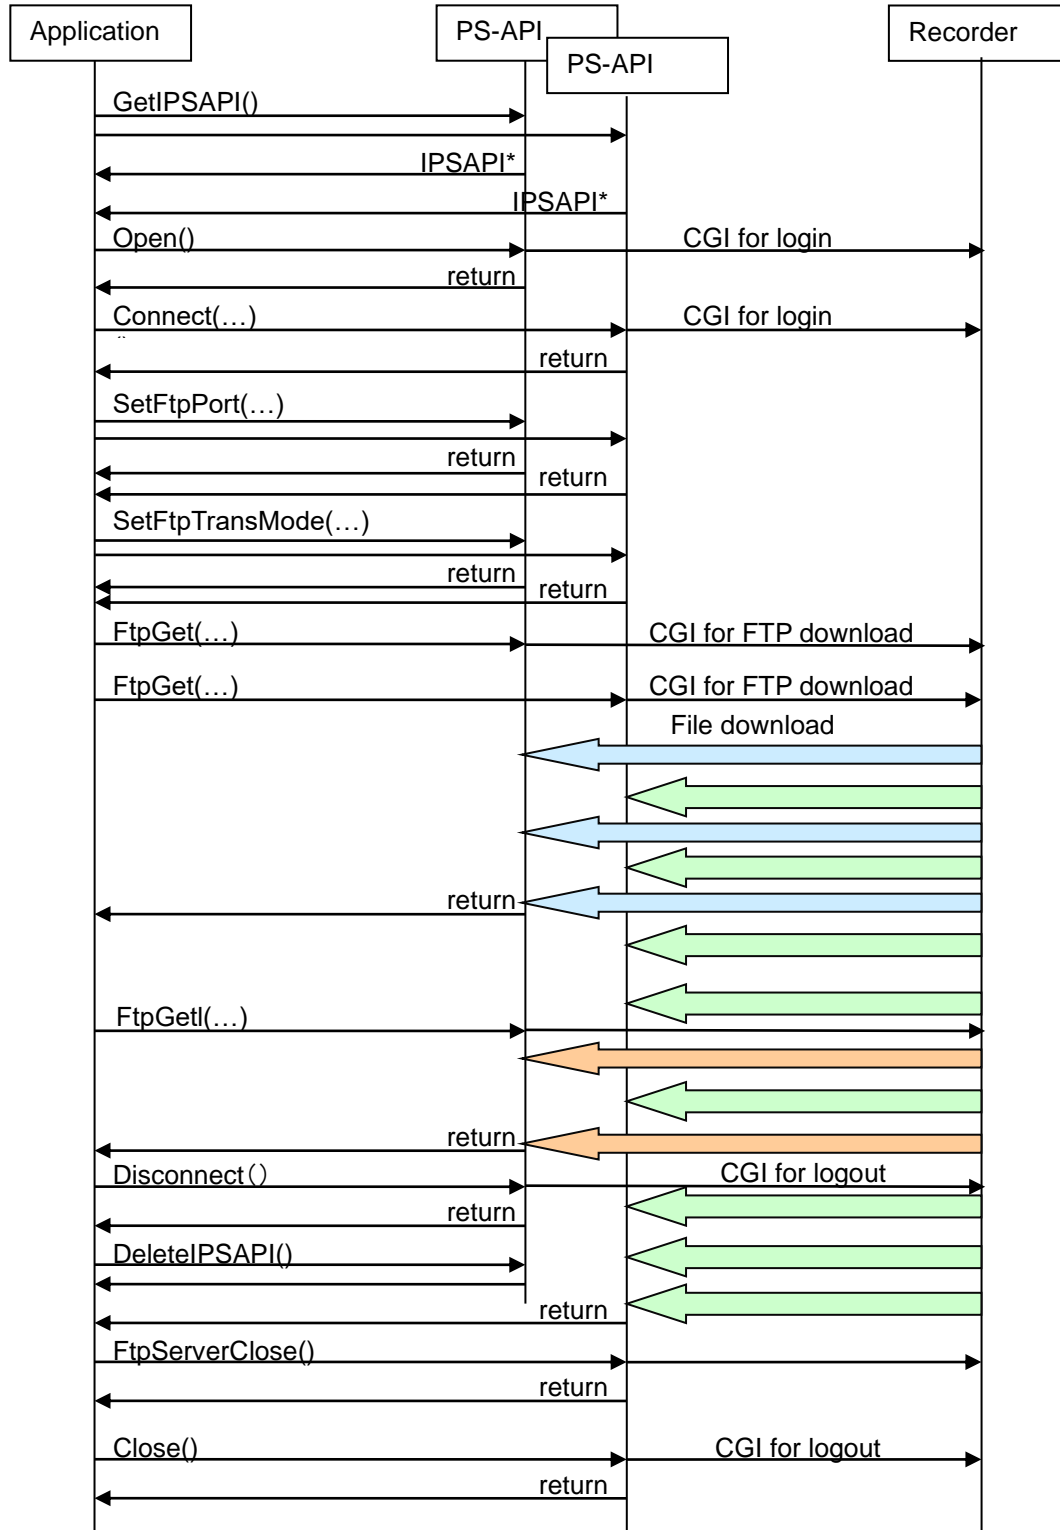 Application
PS-API
PS-API
Recorder
GetIPSAPI()
IPSAPI*
IPSAPI*
Open()
CGI for login
return
Connect(…)
CGI for login
return
SetFtpPort(…)
return
return
SetFtpTransMode(…)
return
return
FtpGet(…)
CGI for FTP download
FtpGet(…)
CGI for FTP download
File download
return
FtpGetl(…)
return
Disconnect（）
CGI for logout
return
DeleteIPSAPI()
return
FtpServerClose()
return
Close()
CGI for logout
return